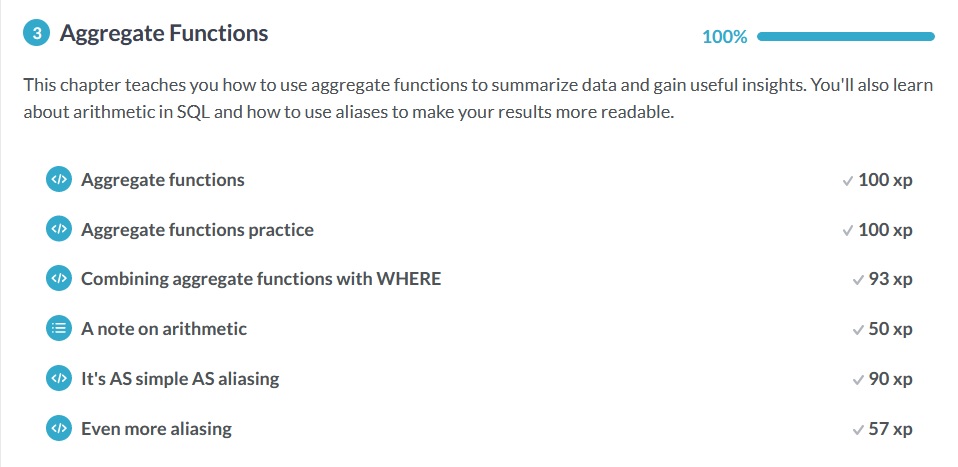 3 Aggregate Functions 100%
This chapter teaches you how to use aggregate functions to summarize data and gain useful insights. You'll also learn
about arithmetic in SQL and how to use aliases to make your results more readable.
</> Aggregate functions ✓ 100 xp
</> Aggregate functions practice ✓ 100 xp
</> Combining aggregate functions with WHERE ✓ 93 xp
A note on arithmetic ✓ 50 xp
</> It's AS simple AS aliasing ✓ 90 xp
</> Even more aliasing ✓ 57 xp